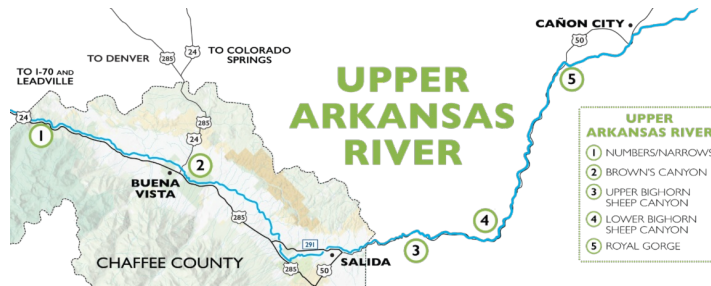 CAÑON CITY
50
TO DENVER
285
24
TO COLORADO
SPRINGS
TO I-70 AND
LEADVILLE
24
1
285
24
2
BUENA
VISTA
285
UPPER
ARKANSAS
RIVER
5
4
3
291
SALIDA
285
50
CHAFFEE COUNTY
UPPER
ARKANSAS RIVER
1 NUMBERS/NARROWS
2 BROWN'S CANYON
3 UPPER BIGHORN
SHEEP CANYON
4 LOWER BIGHORN
SHEEP CANYON
5 ROYAL GORGE